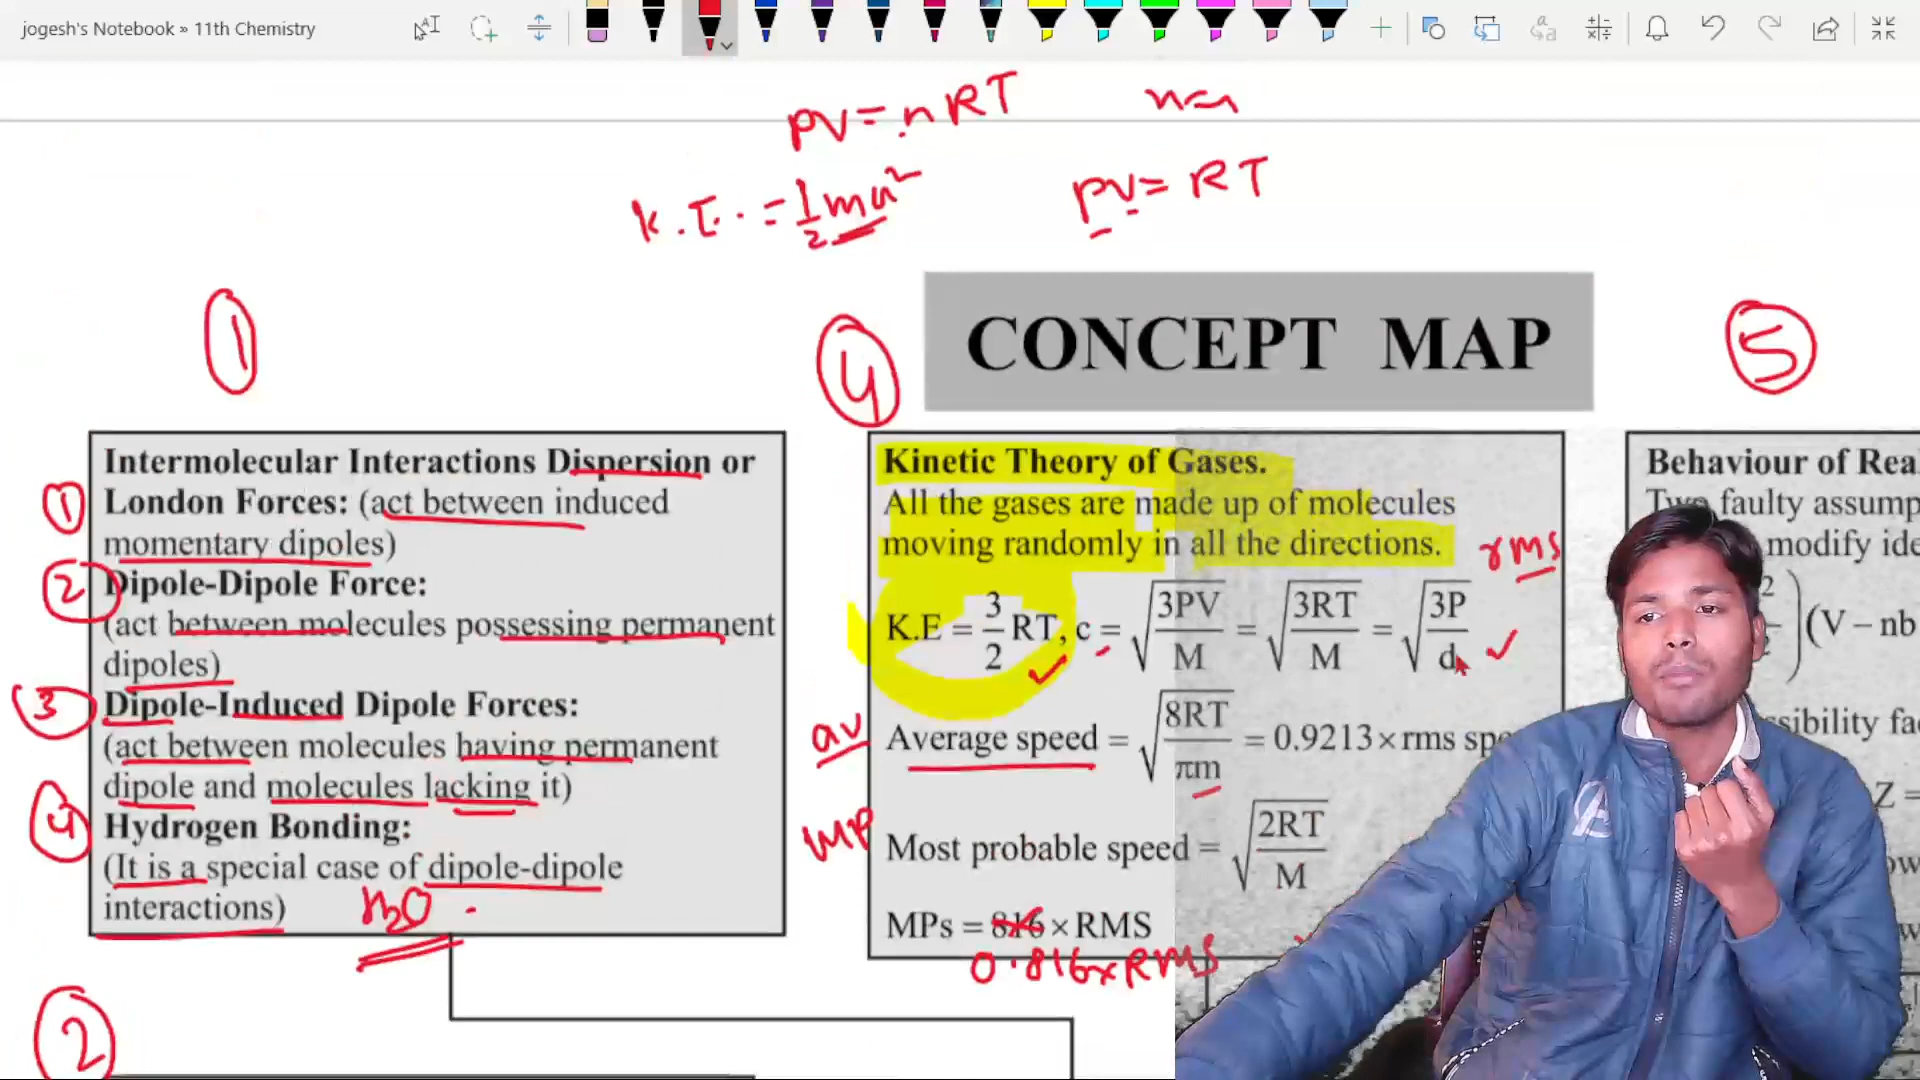 jogesh's Notebook » 11th Chemistry
PV = nRT
K.E. = 1/2 mu²
PV = RT
1
4
CONCEPT MAP
5
Intermolecular Interactions Dispersion or
1 London Forces: (act between induced
momentary dipoles)
2 Dipole-Dipole Force:
(act between molecules possessing permanent
dipoles)
3 Dipole-Induced Dipole Forces:
(act between molecules having permanent
dipole and molecules lacking it)
4 Hydrogen Bonding:
(It is a special case of dipole-dipole
interactions) H₂O
2
Kinetic Theory of Gases.
All the gases are made up of molecules
moving randomly in all the directions.
rms
K.E = 3/2 RT, c = √(3PV/M) = √(3RT/M) = √(3P/d)
av Average speed = √(8RT/πm) = 0.9213 × rms
MP Most probable speed = √(2RT/M)
MPs = 816 × RMS
0.816 × RMS
Behaviour of
faulty
modify
(V – nb
Z =